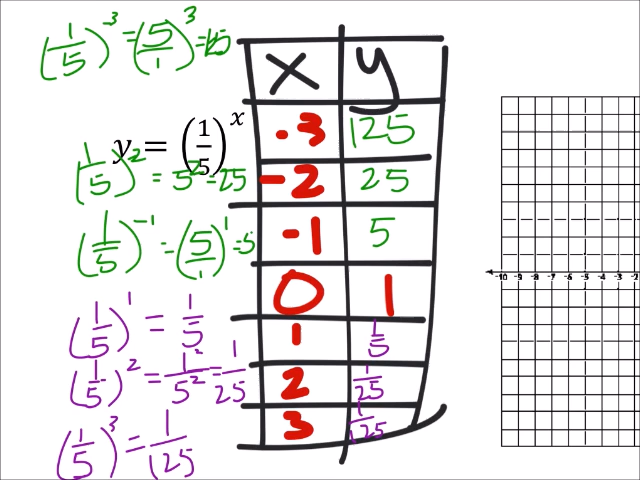 (1/5)^-3 = (5/1)^3 = 125
x y
y = (1/5)^x
-3 125
(1/5)^2 = 5^2 = 25
-2 25
(1/5)^-1 = (5/1)^1 = 5
-1 5
0 1
-10 -9 -8 -7 -6 -5 -4 -3 -2
(1/5)^1 = 1/5
1 1/5
(1/5)^2 = 1^2/5^2 = 1/25
2 1/25
(1/5)^3 = 1/125
3 1/125